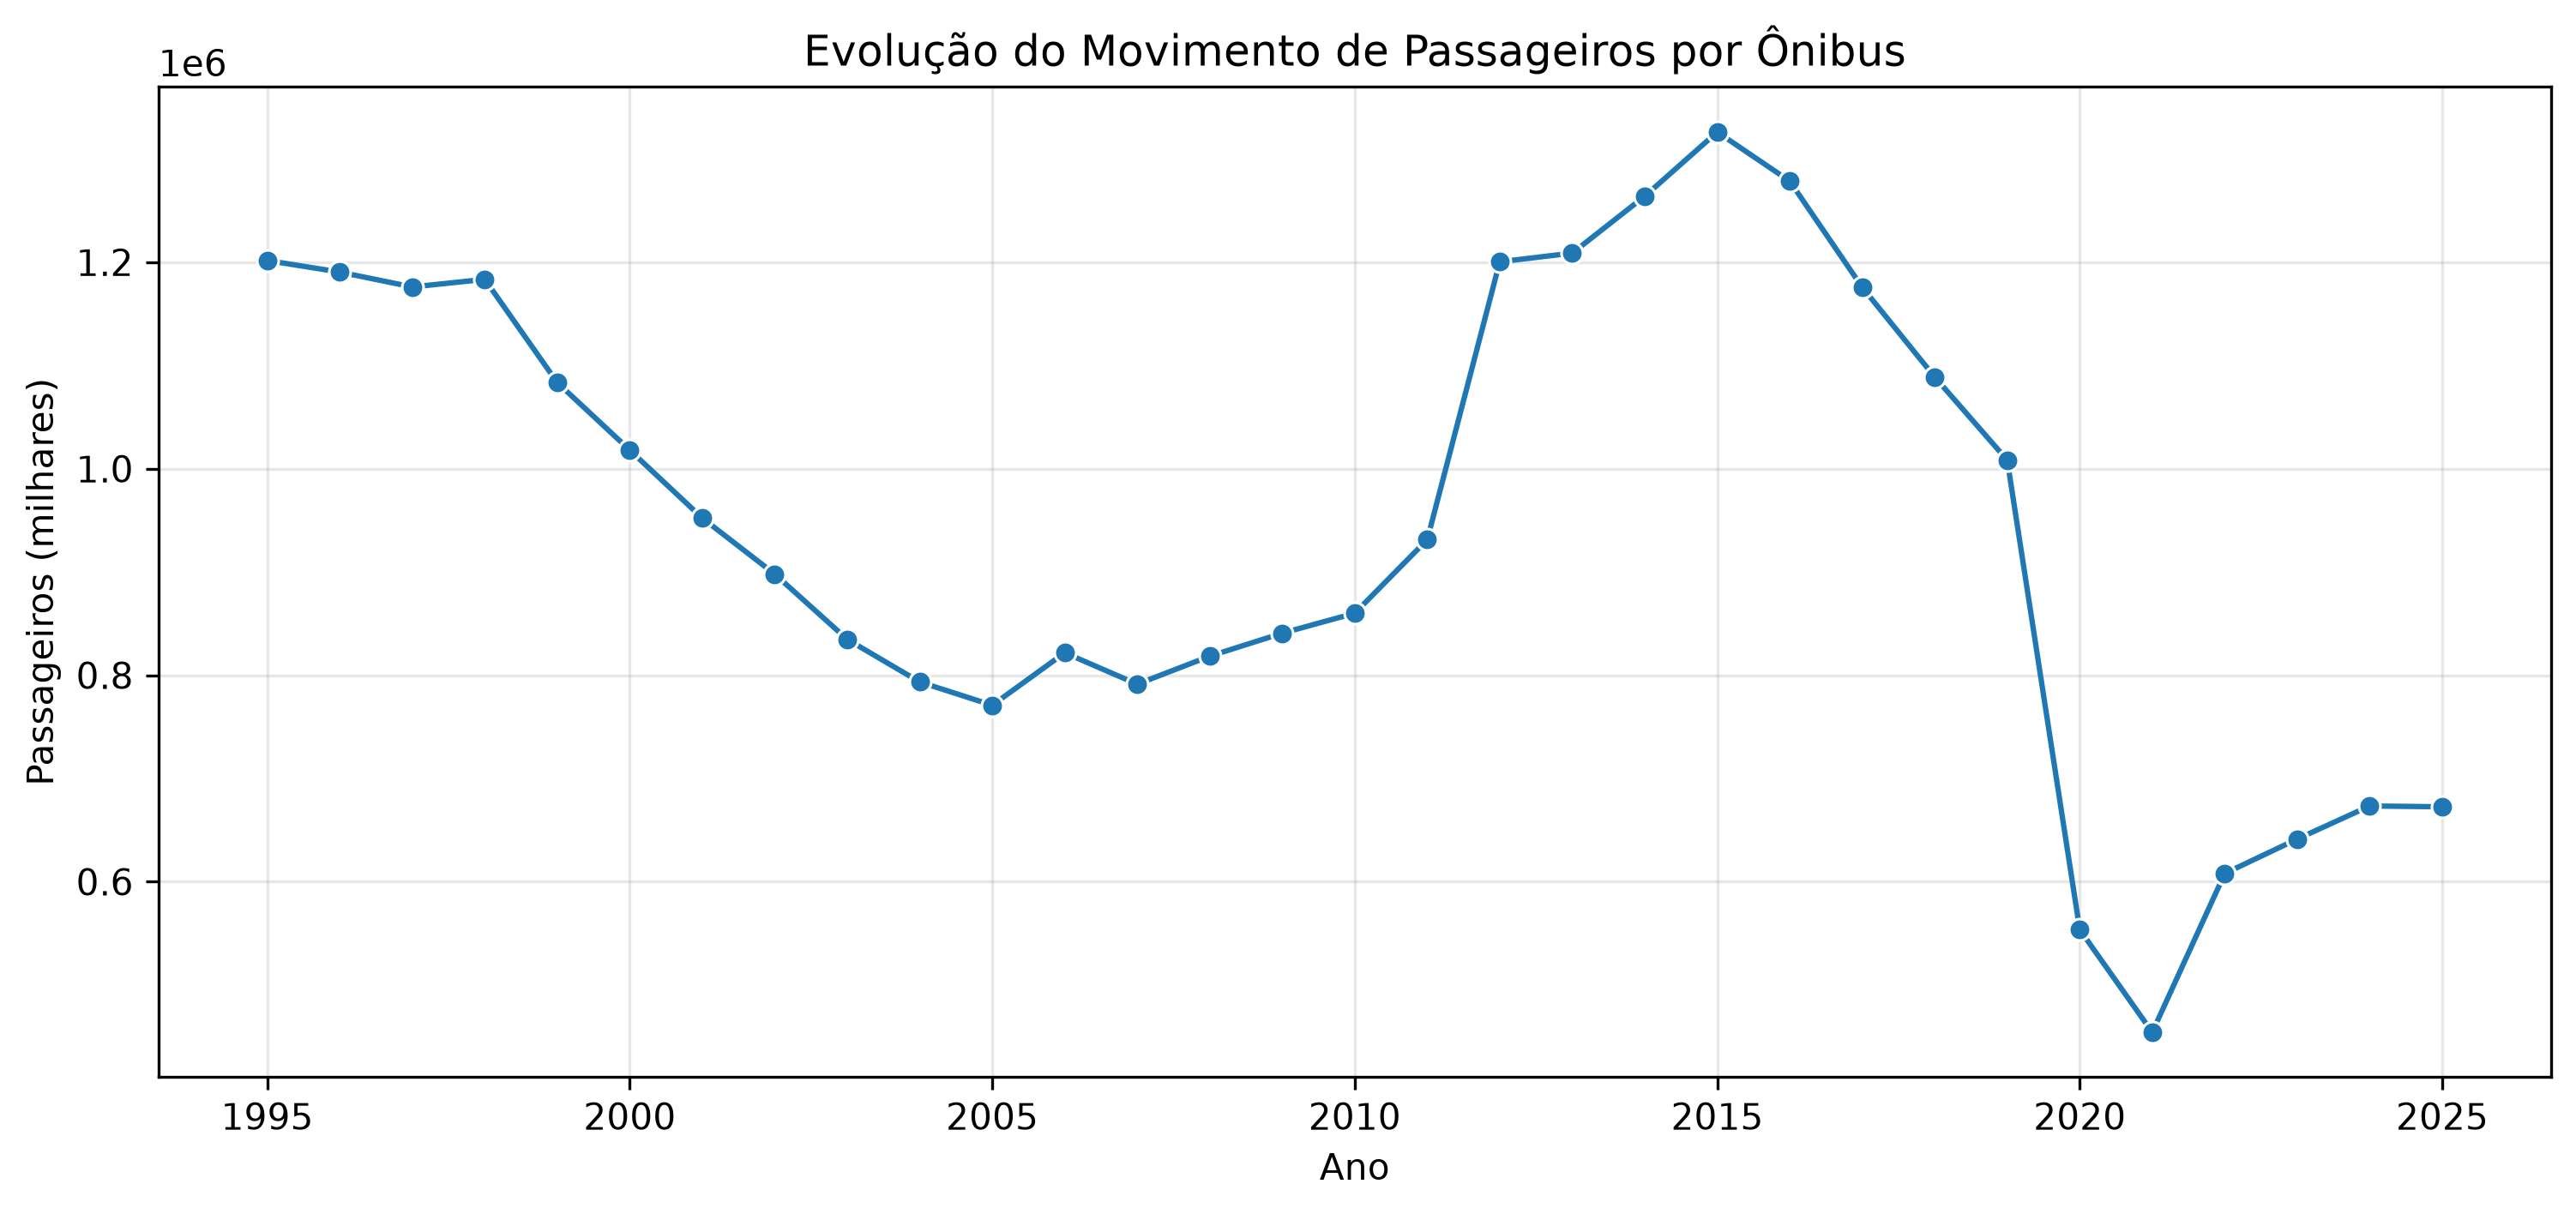 Evolução do Movimento de Passageiros por Ônibus
1e6
1.2
1.0
0.8
0.6
Passageiros (milhares)
1995 2000 2005 2010 2015 2020 2025
Ano